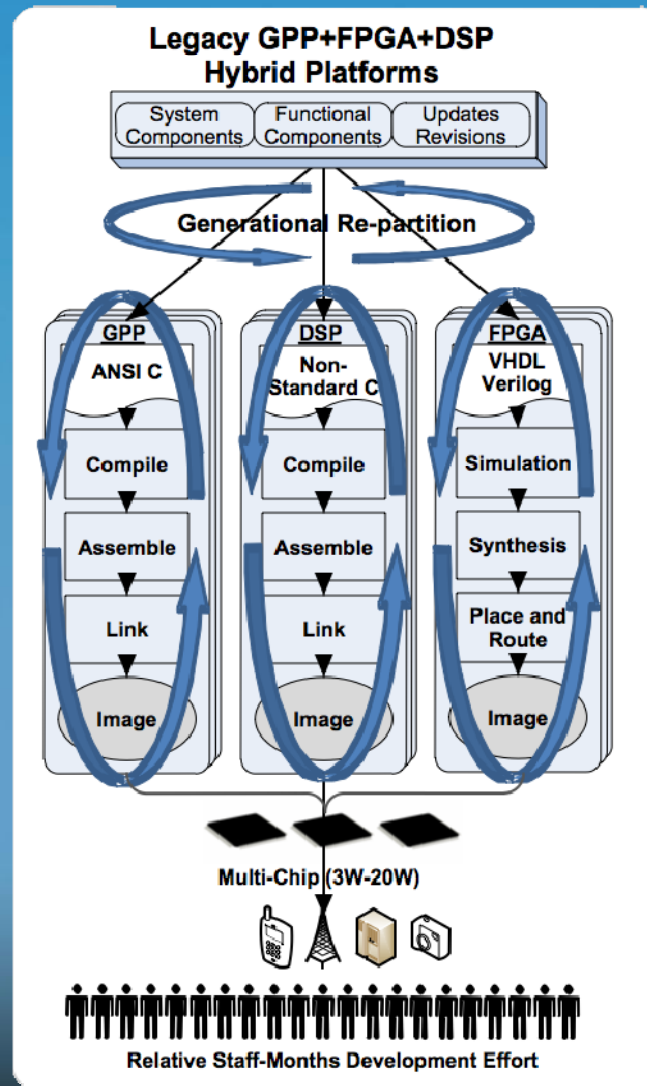 Legacy GPP+FPGA+DSP
Hybrid Platforms
System
Components
Functional
Components
Updates
Revisions
Generational Re-partition
GPP
ANSI C
Compile
Assemble
Link
Image
DSP
Non-
Standard C
Compile
Assemble
Link
Image
FPGA
VHDL
Verilog
Simulation
Synthesis
Place and
Route
Image
Multi-Chip (3W-20W)
Relative Staff-Months Development Effort